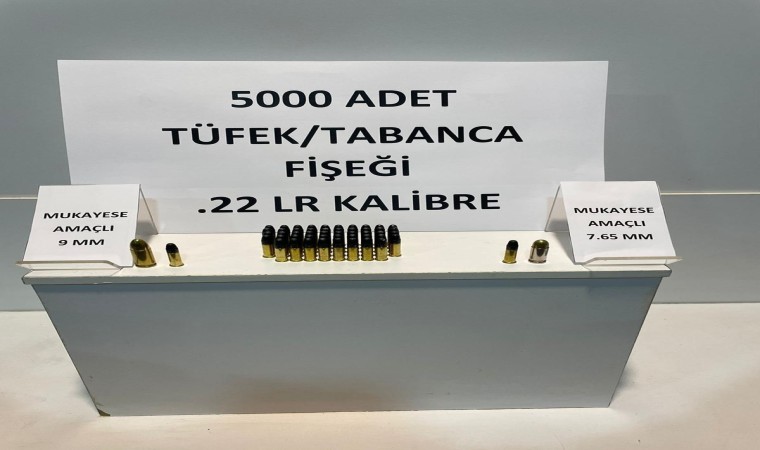 5000 ADET
TÜFEK/TABANCA
FİŞEĞİ
.22 LR KALİBRE
MUKAYESE
AMAÇLI
9 MM
MUKAYESE
AMAÇLI
7.65 MM